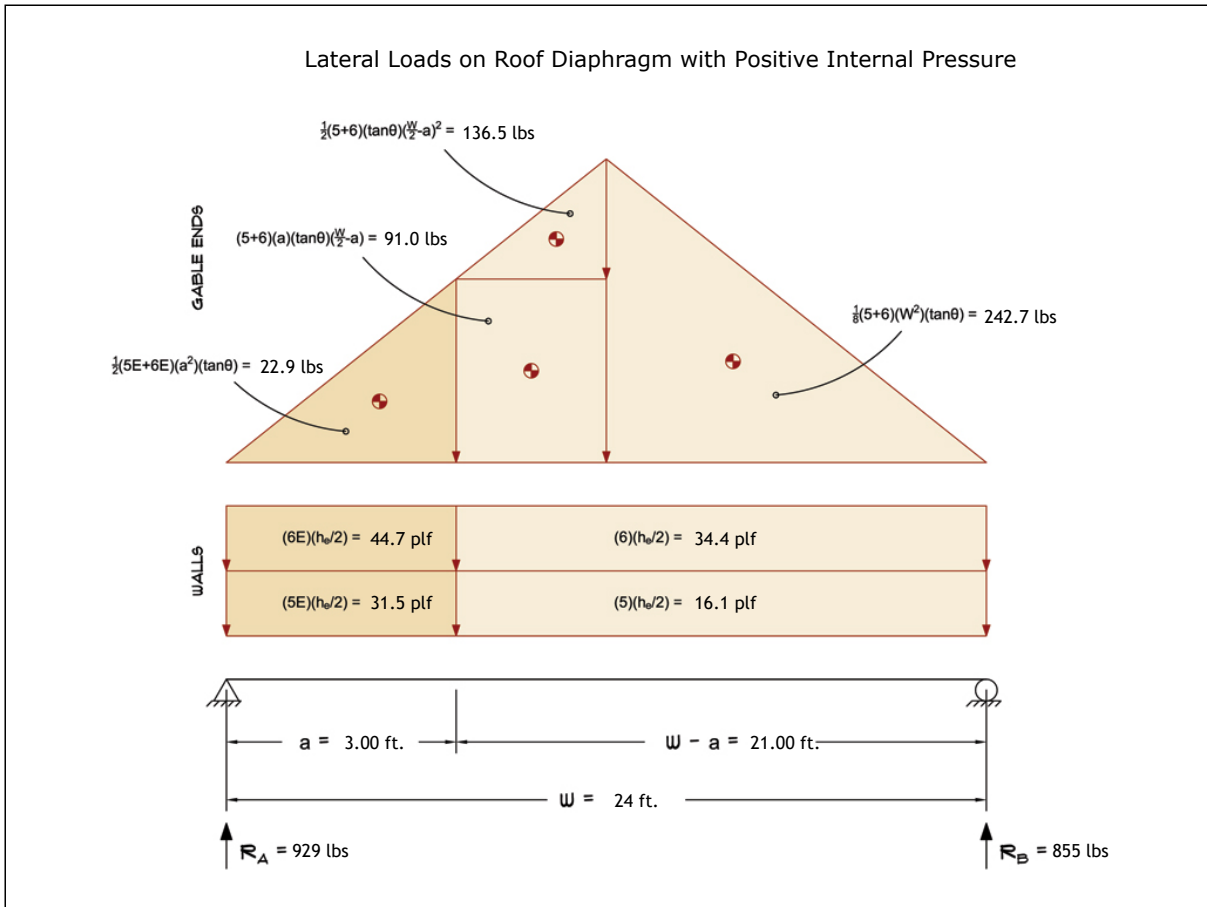 Lateral Loads on Roof Diaphragm with Positive Internal Pressure
½(5+6)(tanθ)(W/2-a)² = 136.5 lbs
GABLE ENDS
(5+6)(a)(tanθ)(W/2-a) = 91.0 lbs
⅛(5+6)(W²)(tanθ) = 242.7 lbs
½(5E+6E)(a²)(tanθ) = 22.9 lbs
WALLS
(6E)(hₑ/2) = 44.7 plf
(6)(hₑ/2) = 34.4 plf
(5E)(hₑ/2) = 31.5 plf
(5)(hₑ/2) = 16.1 plf
a = 3.00 ft.
W - a = 21.00 ft.
W = 24 ft.
R_A = 929 lbs
R_B = 855 lbs